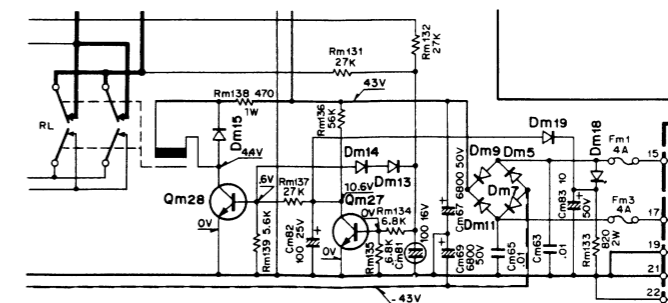 Rm132
27K
Rm131
27K
Rm138 470
1W
43V
Rm136
56K
RL
Dm15
44V
Dm14
Dm13
Dm19
Dm18
Dm9
Dm5
Dm7
Dm11
Fm1
4A
15
Fm3
4A
17
19
21
22
Qm28
.6V
Rm137
27K
10.6V
Qm27
0V
0V
0V
Rm134
6.8K
Rm139 5.6K
Cm82
100 25V
Rm135
6.8K
Cm81
100 16V
Cm67 6800 50V
Cm69
6800
50V
Cm65
.01
Cm63
.01
Cm83 10
50V
Rm133
820
2W
-43V